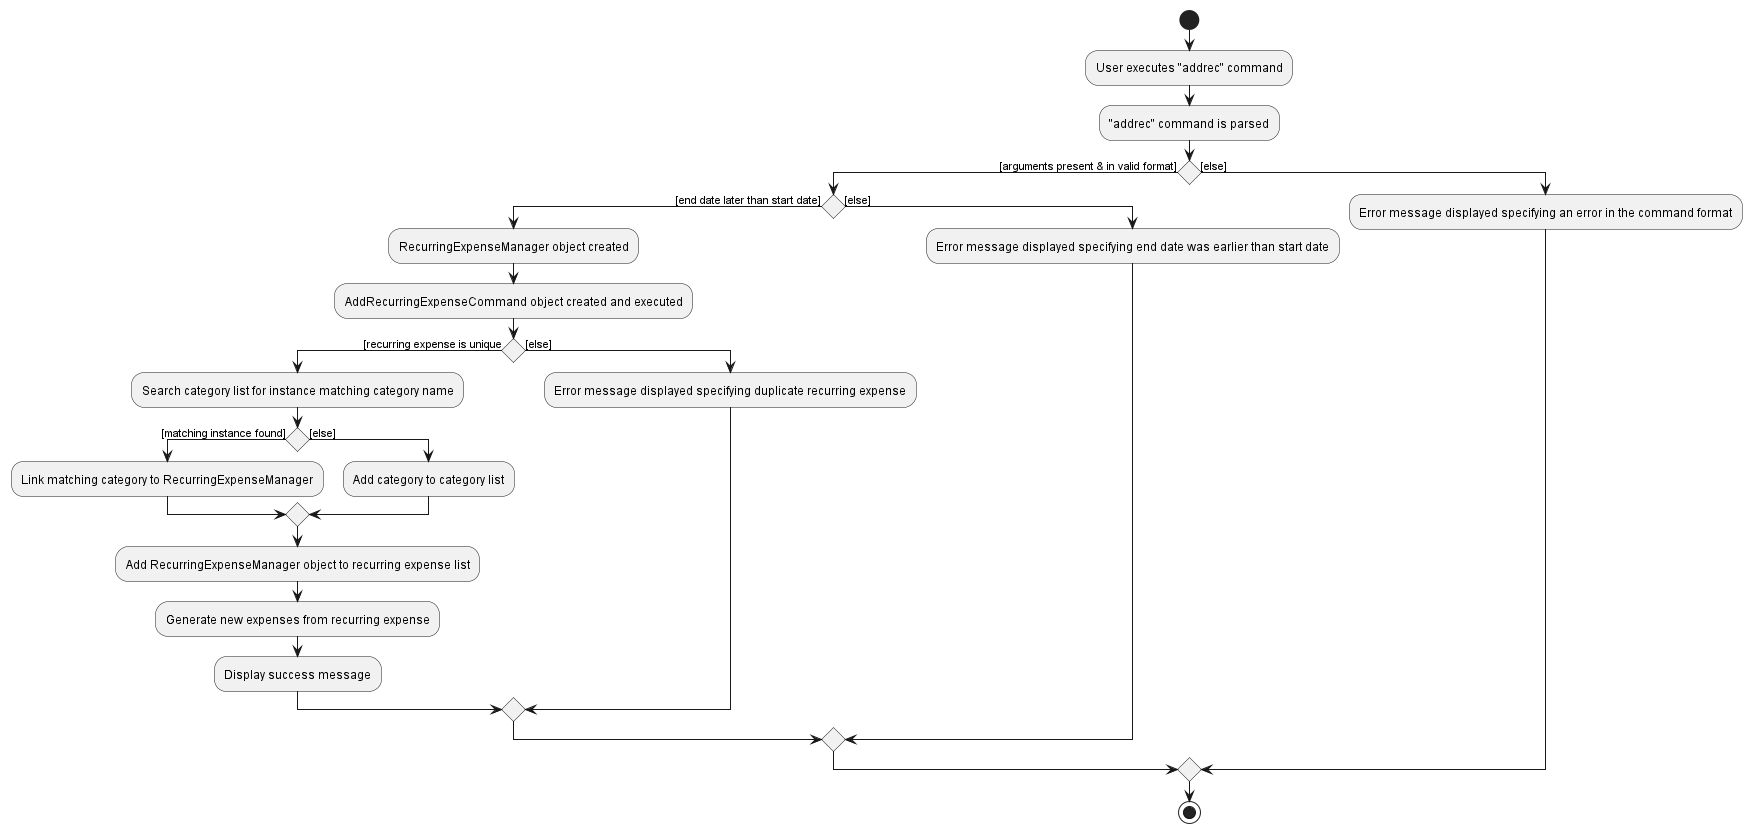 User executes "addrec" command
"addrec" command is parsed
[arguments present & in valid format]
[else]
[end date later than start date]
[else]
Error message displayed specifying an error in the command format
RecurringExpenseManager object created
Error message displayed specifying end date was earlier than start date
AddRecurringExpenseCommand object created and executed
[recurring expense is unique
[else]
Search category list for instance matching category name
Error message displayed specifying duplicate recurring expense
[matching instance found]
[else]
Link matching category to RecurringExpenseManager
Add category to category list
Add RecurringExpenseManager object to recurring expense list
Generate new expenses from recurring expense
Display success message